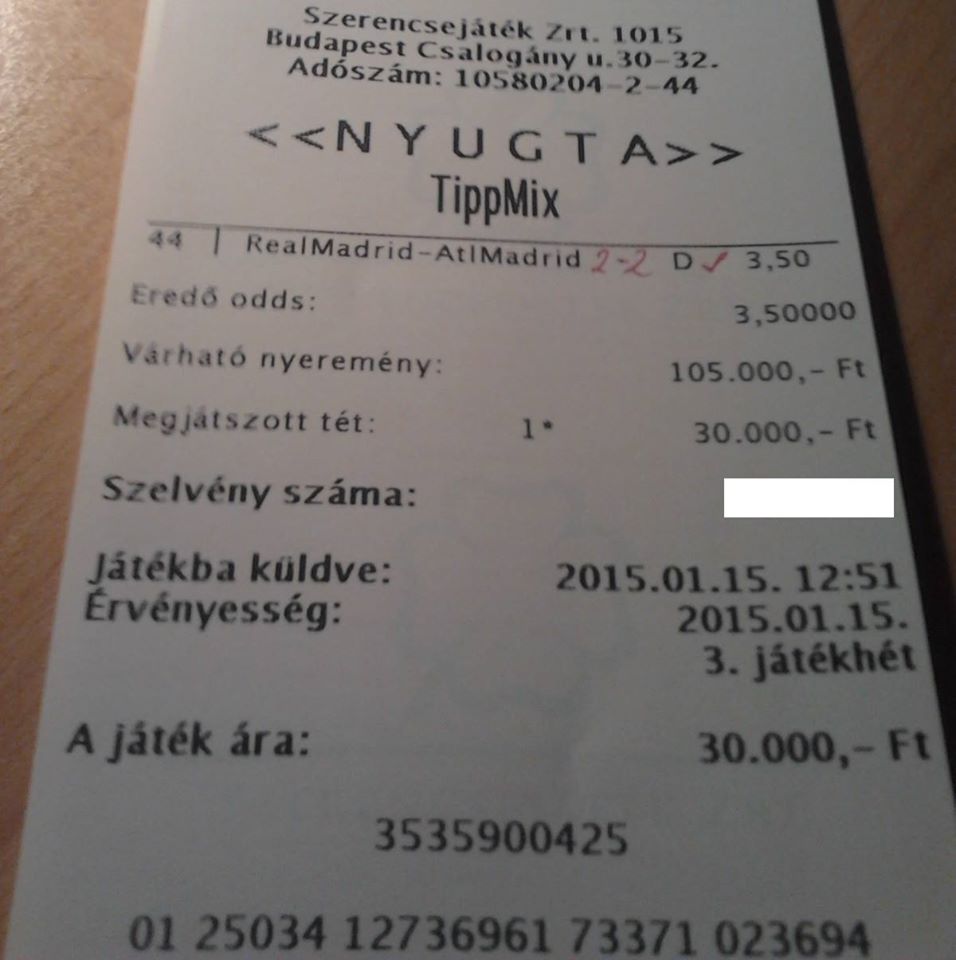 Szerencsejáték Zrt. 1015
Budapest Csalogány u.30-32.
Adószám: 10580204-2-44
<<NYUGTA>>
TippMix
44 | RealMadrid-AtlMadrid 2-2 D ✓ 3,50
Eredő odds: 3,50000
Várható nyeremény: 105.000,- Ft
Megjátszott tét: 1* 30.000,- Ft
Szelvény száma:
Játékba küldve: 2015.01.15. 12:51
Érvényesség: 2015.01.15.
3. játékhét
A játék ára: 30.000,- Ft
3535900425
01 25034 12736961 73371 023694